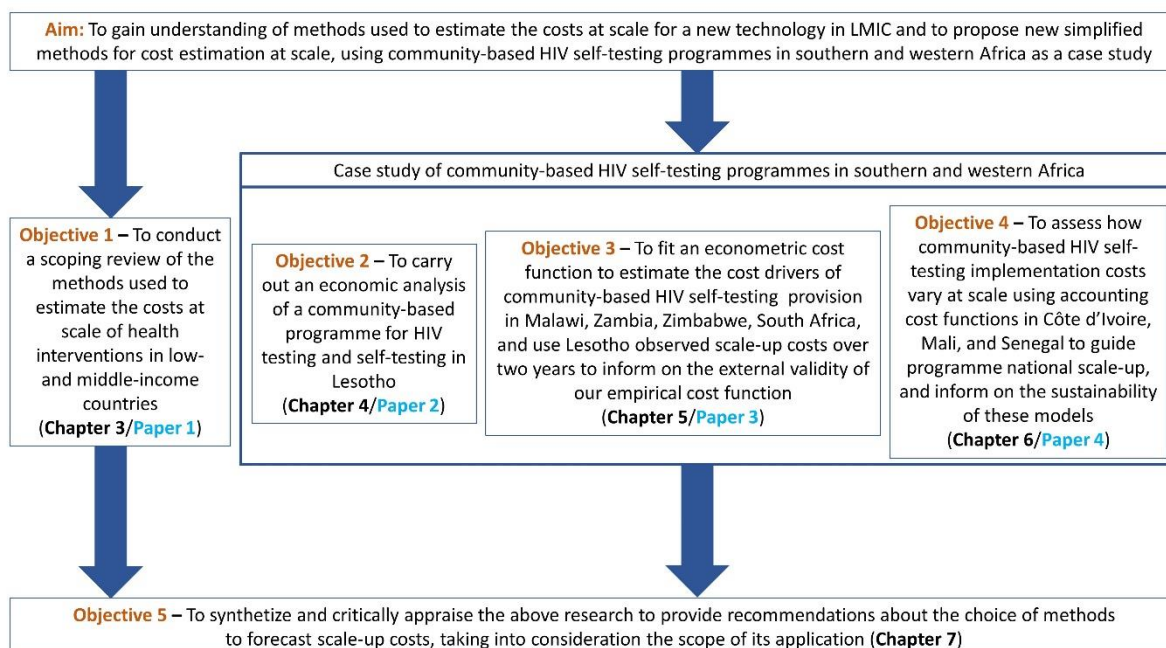 Aim: To gain understanding of methods used to estimate the costs at scale for a new technology in LMIC and to propose new simplified
methods for cost estimation at scale, using community-based HIV self-testing programmes in southern and western Africa as a case study
Case study of community-based HIV self-testing programmes in southern and western Africa
Objective 1 – To conduct
a scoping review of the
methods used to
estimate the costs at
scale of health
interventions in low-
and middle-income
countries
(Chapter 3/Paper 1)
Objective 2 – To carry
out an economic analysis
of a community-based
programme for HIV
testing and self-testing in
Lesotho
(Chapter 4/Paper 2)
Objective 3 – To fit an econometric cost
function to estimate the cost drivers of
community-based HIV self-testing provision
in Malawi, Zambia, Zimbabwe, South Africa,
and use Lesotho observed scale-up costs over
two years to inform on the external validity of
our empirical cost function
(Chapter 5/Paper 3)
Objective 4 – To assess how
community-based HIV self-
testing implementation costs
vary at scale using accounting
cost functions in Côte d’Ivoire,
Mali, and Senegal to guide
programme national scale-up,
and inform on the sustainability
of these models
(Chapter 6/Paper 4)
Objective 5 – To synthetize and critically appraise the above research to provide recommendations about the choice of methods
to forecast scale-up costs, taking into consideration the scope of its application (Chapter 7)